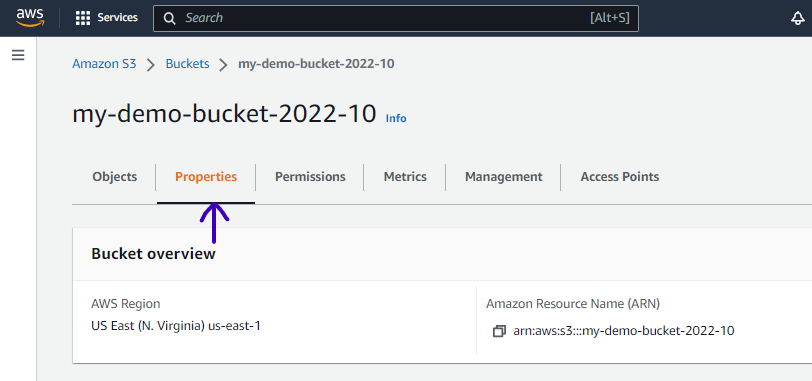 aws Services Search [Alt+S]
Amazon S3 > Buckets > my-demo-bucket-2022-10
my-demo-bucket-2022-10 Info
Objects Properties Permissions Metrics Management Access Points
Bucket overview
AWS Region
US East (N. Virginia) us-east-1
Amazon Resource Name (ARN)
arn:aws:s3:::my-demo-bucket-2022-10